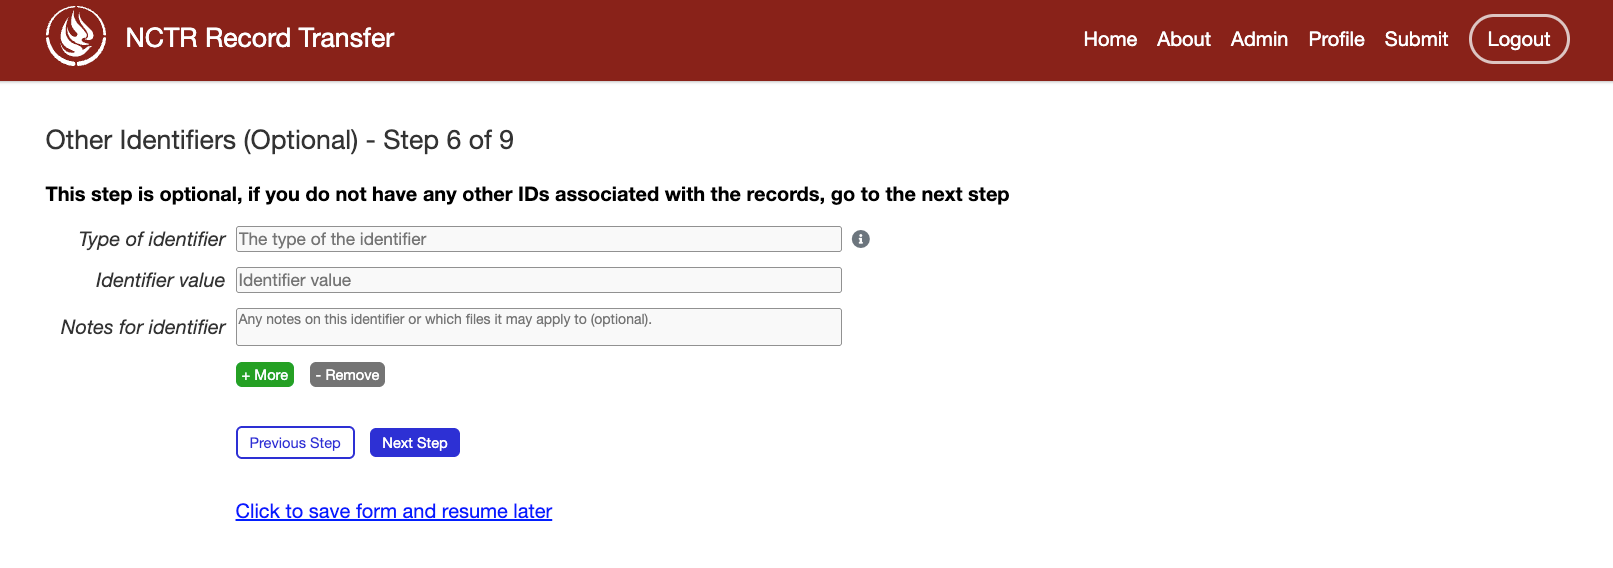 NCTR Record Transfer
Home About Admin Profile Submit Logout
Other Identifiers (Optional) - Step 6 of 9
This step is optional, if you do not have any other IDs associated with the records, go to the next step
Type of identifier The type of the identifier
Identifier value Identifier value
Notes for identifier Any notes on this identifier or which files it may apply to (optional).
+ More - Remove
Previous Step Next Step
Click to save form and resume later